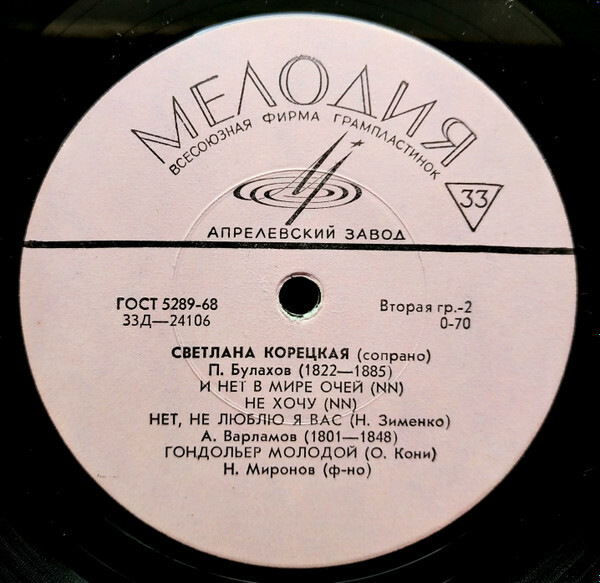 МЕЛОДИЯ
ВСЕСОЮЗНАЯ ФИРМА ГРАМПЛАСТИНОК
33
АПРЕЛЕВСКИЙ ЗАВОД
ГОСТ 5289-68
33Д—24106
Вторая гр.-2
0-70
СВЕТЛАНА КОРЕЦКАЯ (сопрано)
П. Булахов (1822—1885)
И НЕТ В МИРЕ ОЧЕЙ (NN)
НЕ ХОЧУ (NN)
НЕТ, НЕ ЛЮБЛЮ Я ВАС (Н. Зименко)
А. Варламов (1801—1848)
ГОНДОЛЬЕР МОЛОДОЙ (О. Кони)
Н. Миронов (ф-но)